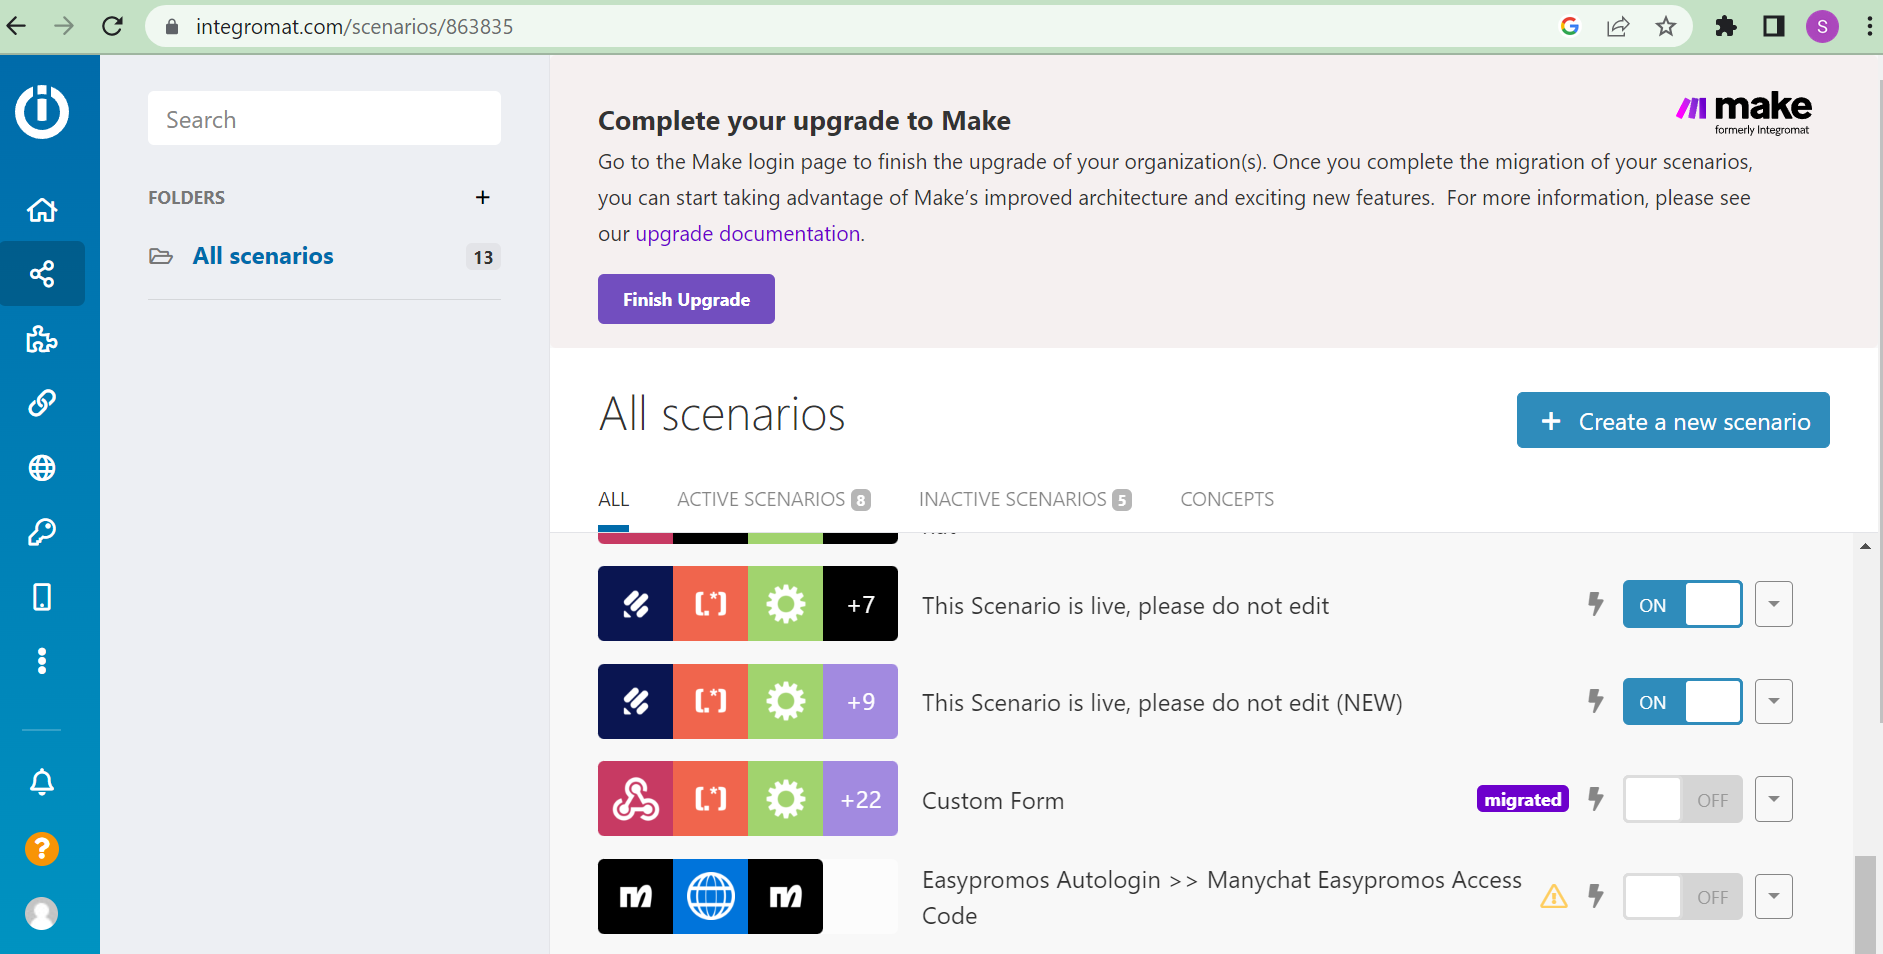 integromat.com/scenarios/863835
S
Search
FOLDERS +
All scenarios 13
Complete your upgrade to Make
make
formerly Integromat
Go to the Make login page to finish the upgrade of your organization(s). Once you complete the migration of your scenarios,
you can start taking advantage of Make’s improved architecture and exciting new features. For more information, please see
our upgrade documentation.
Finish Upgrade
All scenarios
+ Create a new scenario
ALL ACTIVE SCENARIOS 8 INACTIVE SCENARIOS 5 CONCEPTS
[.*] +7 This Scenario is live, please do not edit ON
[.*] +9 This Scenario is live, please do not edit (NEW) ON
[.*] +22 Custom Form migrated OFF
m m Easypromos Autologin >> Manychat Easypromos Access
Code OFF
?